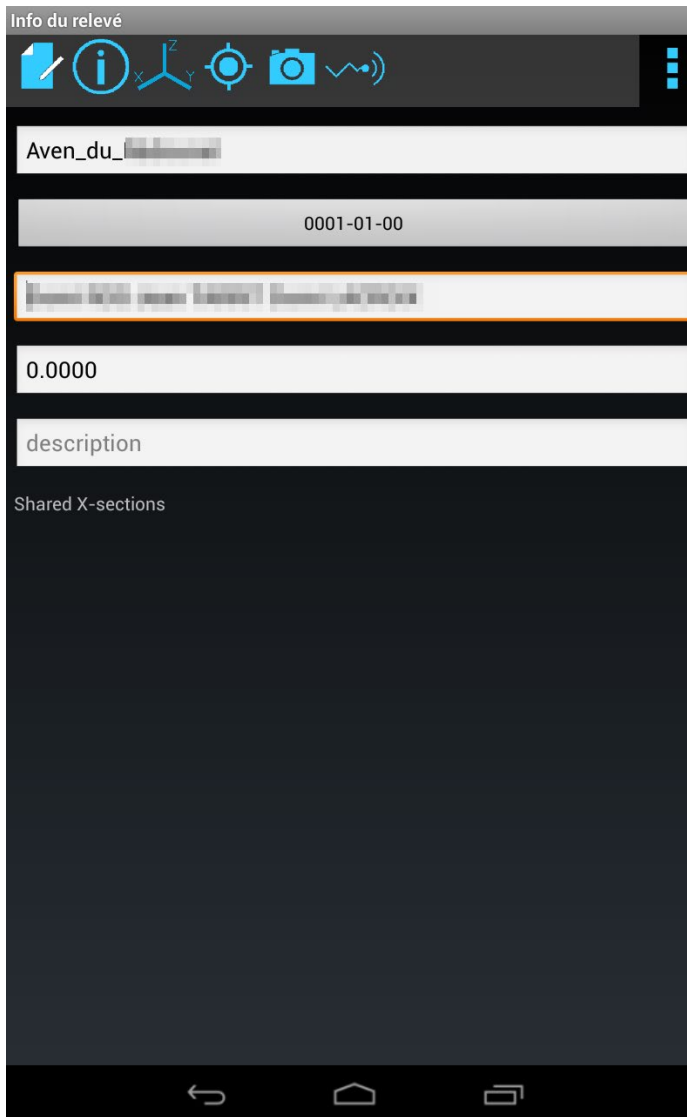 Info du relevé
Z
X Y
Aven_du_
0001-01-00
0.0000
description
Shared X-sections